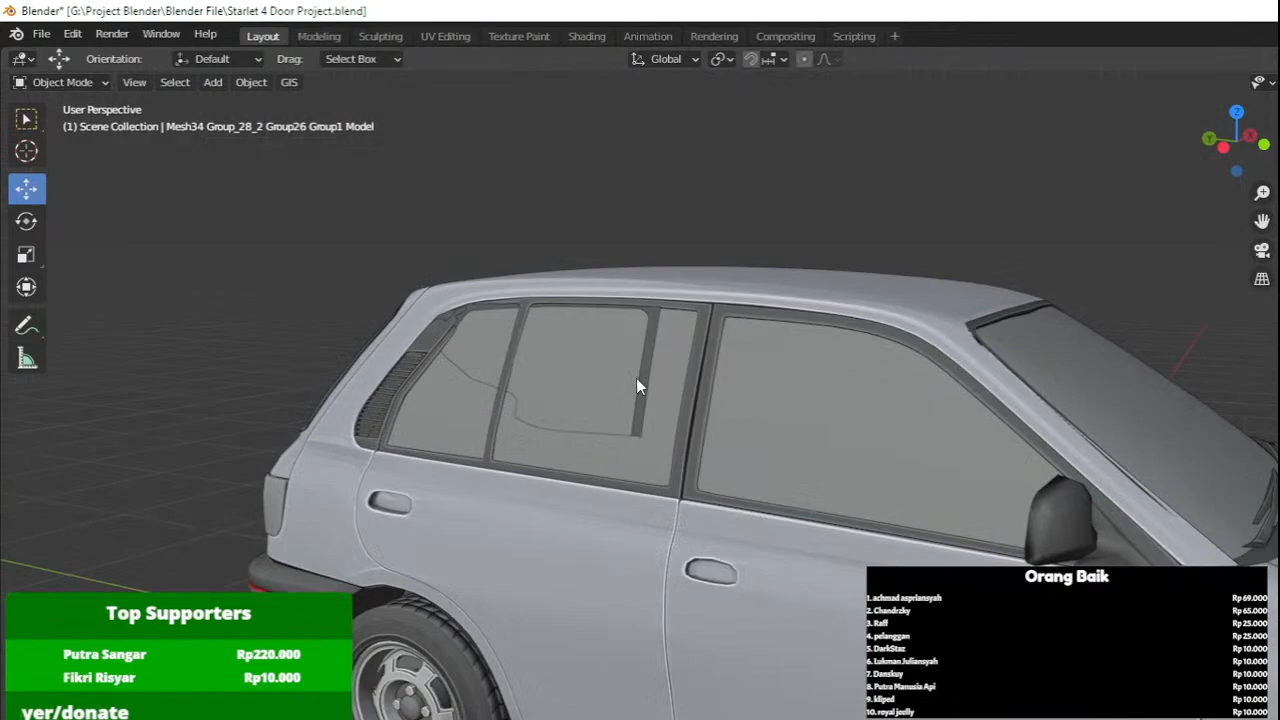 Blender* [G:\Project Blender\Blender File\Starlet 4 Door Project.blend]
File Edit Render Window Help Layout Modeling Sculpting UV Editing Texture Paint Shading Animation Rendering Compositing Scripting +
Orientation: Default Drag: Select Box Global
Object Mode View Select Add Object GIS
User Perspective
(1) Scene Collection | Mesh34 Group_28_2 Group26 Group1 Model
Z
Y
X
Top Supporters
Putra Sangar Rp220.000
Fikri Risyar Rp10.000
yer/donate
Orang Baik
1. achmad aspriansyah Rp 69.000
2. Chandrzky Rp 65.000
3. Raff Rp 25.000
4. pelanggan Rp 25.000
5. DarkStaz Rp 10.000
6. Lukman Juliansyah Rp 10.000
7. Danskuy Rp 10.000
8. Putra Manusia Api Rp 10.000
9. kliped Rp 10.000
10. royal jeelly Rp 10.000